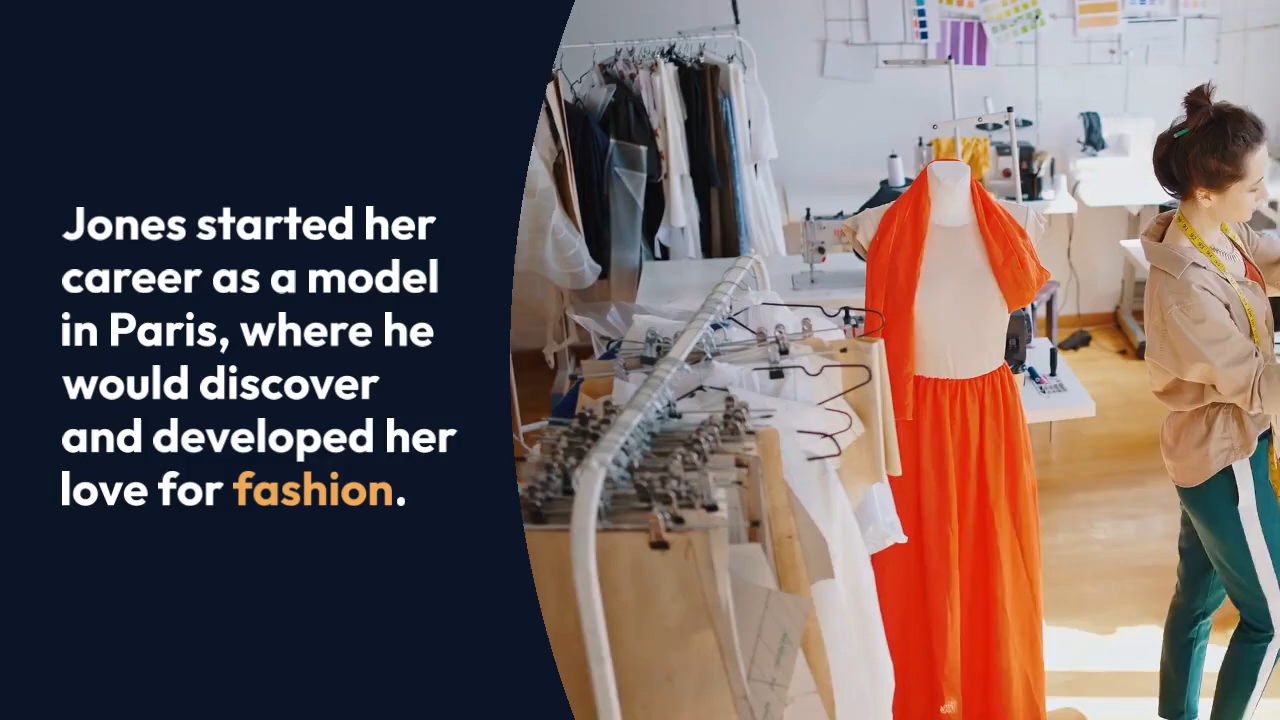 Jones started her
career as a model
in Paris, where he
would discover
and developed her
love for fashion.